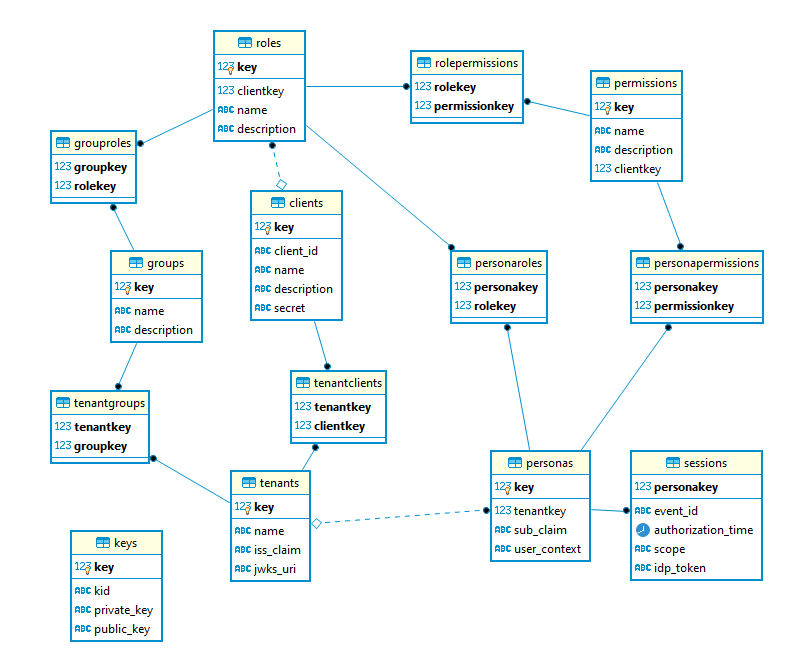 roles
123 key
123 clientkey
ABC name
ABC description
rolepermissions
123 rolekey
123 permissionkey
permissions
123 key
ABC name
ABC description
123 clientkey
grouproles
123 groupkey
123 rolekey
clients
123 key
ABC client_id
ABC name
ABC description
ABC secret
groups
123 key
ABC name
ABC description
personaroles
123 personakey
123 rolekey
personapermissions
123 personakey
123 permissionkey
tenantclients
123 tenantkey
123 clientkey
tenantgroups
123 tenantkey
123 groupkey
tenants
123 key
ABC name
ABC iss_claim
ABC jwks_uri
personas
123 key
123 tenantkey
ABC sub_claim
ABC user_context
sessions
123 personakey
ABC event_id
authorization_time
ABC scope
ABC idp_token
keys
123 key
ABC kid
ABC private_key
ABC public_key